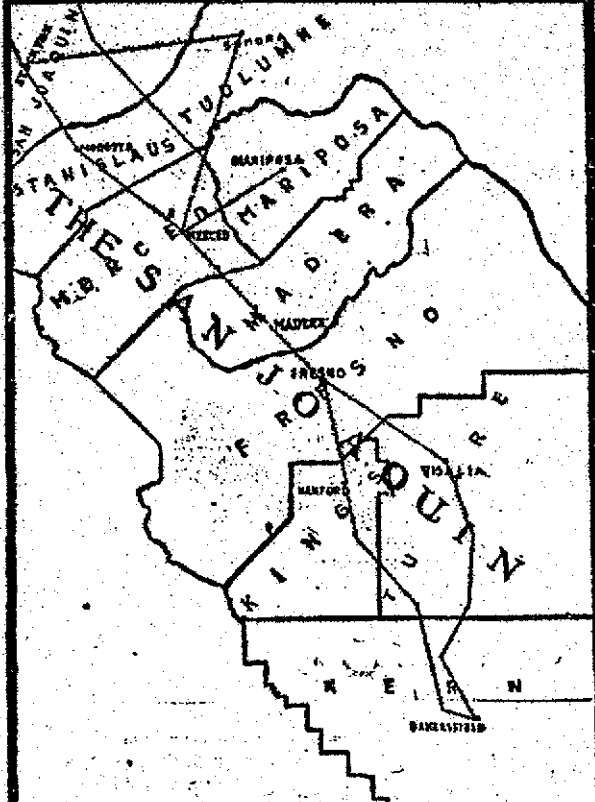 STOCKTON
SAN JOAQUIN
SONORA
TUOLUMNE
MODESTO
STANISLAUS
MARIPOSA
MARIPOSA
THE SAN JOAQUIN
MERCED
MERCED
MADERA
MADERA
FRESNO
FRESNO
VISALIA
HANFORD
KINGS
TULARE
KERN
BAKERSFIELD